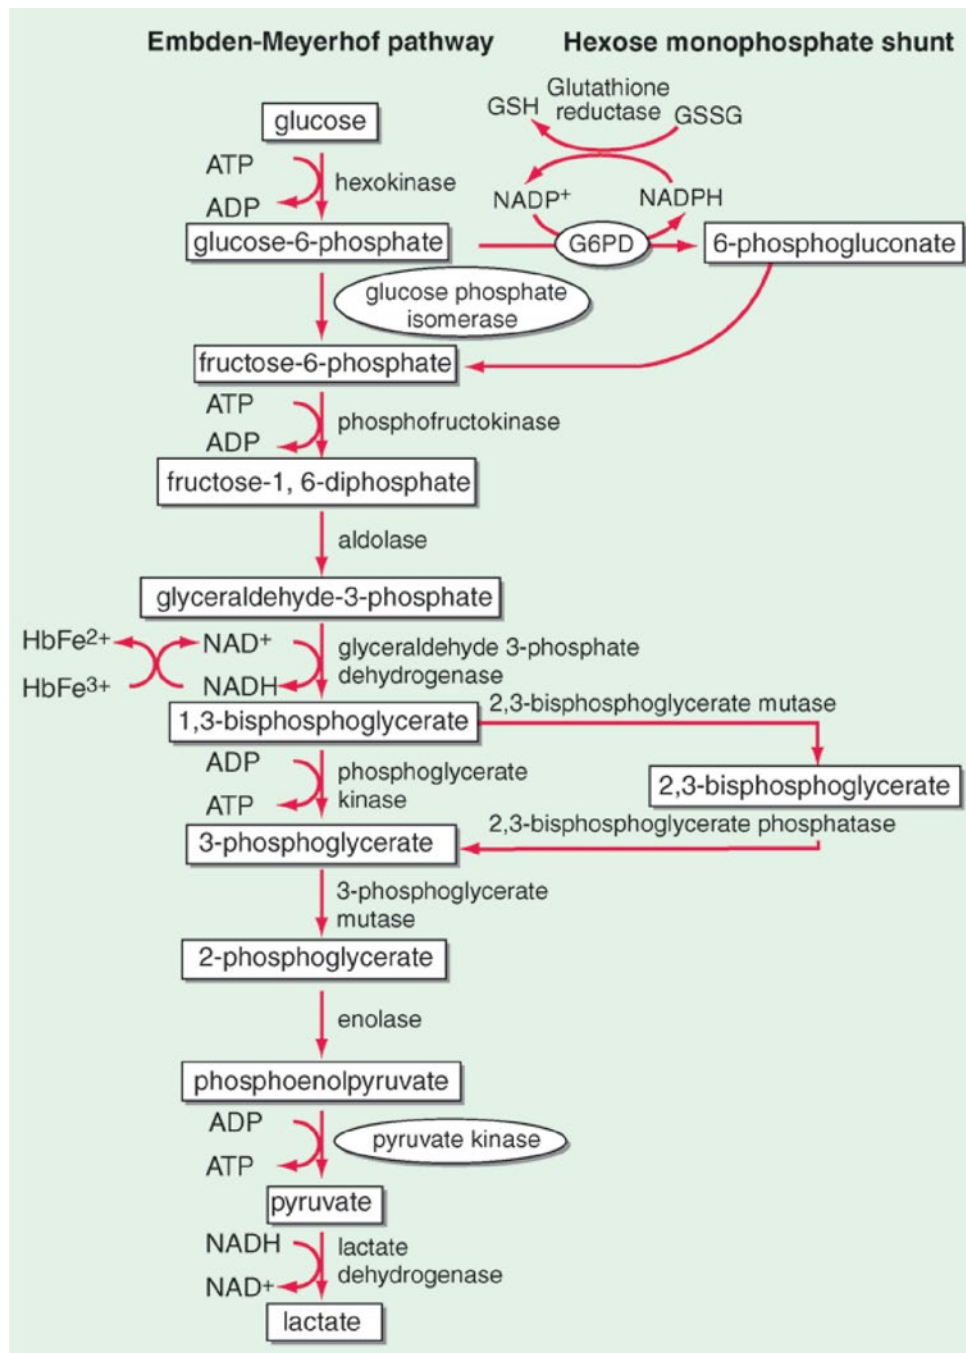 Embden-Meyerhof pathway
Hexose monophosphate shunt
glucose
GSH
Glutathione
reductase
GSSG
ATP
ADP
hexokinase
NADP+
NADPH
glucose-6-phosphate
G6PD
6-phosphogluconate
glucose phosphate
isomerase
fructose-6-phosphate
ATP
ADP
phosphofructokinase
fructose-1, 6-diphosphate
aldolase
glyceraldehyde-3-phosphate
HbFe2+
HbFe3+
NAD+
NADH
glyceraldehyde 3-phosphate
dehydrogenase
1,3-bisphosphoglycerate
2,3-bisphosphoglycerate mutase
ADP
ATP
phosphoglycerate
kinase
2,3-bisphosphoglycerate
2,3-bisphosphoglycerate phosphatase
3-phosphoglycerate
3-phosphoglycerate
mutase
2-phosphoglycerate
enolase
phosphoenolpyruvate
ADP
ATP
pyruvate kinase
pyruvate
NADH
NAD+
lactate
dehydrogenase
lactate